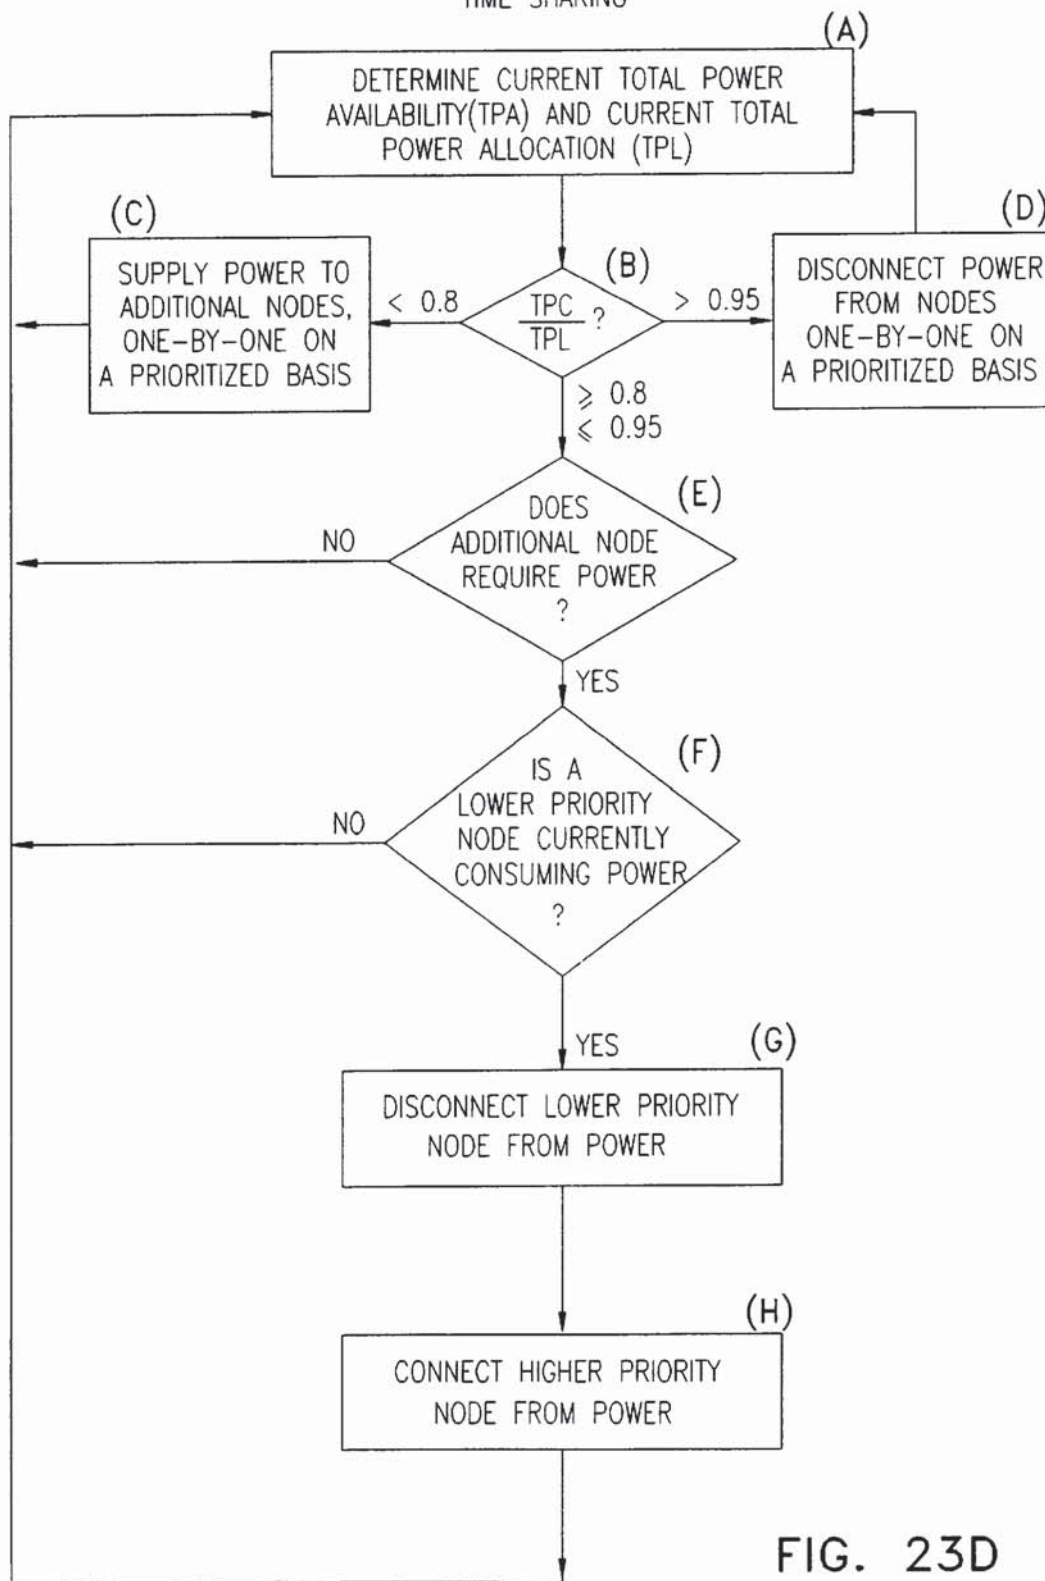 TIME SHARING
(A)
DETERMINE CURRENT TOTAL POWER
AVAILABILITY(TPA) AND CURRENT TOTAL
POWER ALLOCATION (TPL)
(C)
SUPPLY POWER TO
ADDITIONAL NODES,
ONE-BY-ONE ON
A PRIORITIZED BASIS
< 0.8
(B)
TPC
TPL
?
> 0.95
(D)
DISCONNECT POWER
FROM NODES
ONE-BY-ONE ON
A PRIORITIZED BASIS
⩾ 0.8
⩽ 0.95
(E)
DOES
ADDITIONAL NODE
REQUIRE POWER
?
NO
YES
(F)
IS A
LOWER PRIORITY
NODE CURRENTLY
CONSUMING POWER
?
NO
YES
(G)
DISCONNECT LOWER PRIORITY
NODE FROM POWER
(H)
CONNECT HIGHER PRIORITY
NODE FROM POWER
FIG. 23D